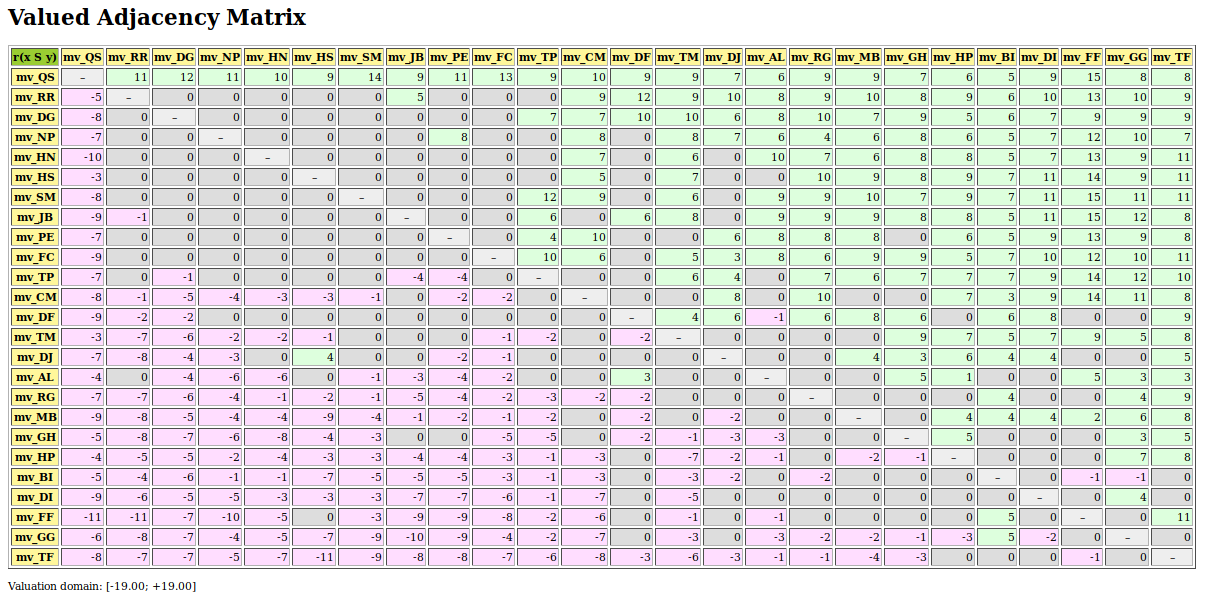 Valued Adjacency Matrix
r(x S y) mv_QS mv_RR mv_DG mv_NP mv_HN mv_HS mv_SM mv_JB mv_PE mv_FC mv_TP mv_CM mv_DF mv_TM mv_DJ mv_AL mv_RG mv_MB mv_GH mv_HP mv_BI mv_DI mv_FF mv_GG mv_TF
mv_QS – 11 12 11 10 9 14 9 11 13 9 10 9 9 7 6 9 9 7 6 5 9 15 8 8
mv_RR -5 – 0 0 0 0 0 5 0 0 0 9 12 9 10 8 9 10 8 9 6 10 13 10 9
mv_DG -8 0 – 0 0 0 0 0 0 0 7 7 10 10 6 8 10 7 9 5 6 7 9 9 9
mv_NP -7 0 0 – 0 0 0 0 8 0 0 8 0 8 7 6 4 6 8 6 5 7 12 10 7
mv_HN -10 0 0 0 – 0 0 0 0 0 0 7 0 6 0 10 7 6 8 8 5 7 13 9 11
mv_HS -3 0 0 0 0 – 0 0 0 0 0 5 0 7 0 0 10 9 8 9 7 11 14 9 11
mv_SM -8 0 0 0 0 0 – 0 0 0 12 9 0 6 0 9 9 10 7 9 7 11 15 11 11
mv_JB -9 -1 0 0 0 0 0 – 0 0 6 0 6 8 0 9 9 9 8 8 5 11 15 12 8
mv_PE -7 0 0 0 0 0 0 0 – 0 4 10 0 0 6 8 8 8 0 6 5 9 13 9 8
mv_FC -9 0 0 0 0 0 0 0 0 – 10 6 0 5 3 8 6 9 9 5 7 10 12 10 11
mv_TP -7 0 -1 0 0 0 0 -4 -4 0 – 0 0 6 4 0 7 6 7 7 7 9 14 12 10
mv_CM -8 -1 -5 -4 -3 -3 -1 0 -2 -2 0 – 0 0 8 0 10 0 0 7 3 9 14 11 8
mv_DF -9 -2 -2 0 0 0 0 0 0 0 0 0 – 4 6 -1 6 8 6 0 6 8 0 0 9
mv_TM -3 -7 -6 -2 -2 -1 0 0 0 -1 -2 0 -2 – 0 0 0 0 9 7 5 7 9 5 8
mv_DJ -7 -8 -4 -3 0 4 0 0 -2 -1 0 0 0 0 – 0 0 4 3 6 4 4 0 0 5
mv_AL -4 0 -4 -6 -6 0 -1 -3 -4 -2 0 0 3 0 0 – 0 0 5 1 0 0 5 3 3
mv_RG -7 -7 -6 -4 -1 -2 -1 -5 -4 -2 -3 -2 -2 0 0 0 – 0 0 0 4 0 0 4 9
mv_MB -9 -8 -5 -4 -4 -9 -4 -1 -2 -1 -2 0 -2 0 -2 0 0 – 0 4 4 4 2 6 8
mv_GH -5 -8 -7 -6 -8 -4 -3 0 0 -5 -5 0 -2 -1 -3 -3 0 0 – 5 0 0 0 3 5
mv_HP -4 -5 -5 -2 -4 -3 -3 -4 -4 -3 -1 -3 0 -7 -2 -1 0 -2 -1 – 0 0 0 7 8
mv_BI -5 -4 -6 -1 -1 -7 -5 -5 -5 -3 -1 -3 0 -3 -2 0 -2 0 0 0 – 0 -1 -1 0
mv_DI -9 -6 -5 -5 -3 -3 -3 -7 -7 -6 -1 -7 0 -5 0 0 0 0 0 0 0 – 0 4 0
mv_FF -11 -11 -7 -10 -5 0 -3 -9 -9 -8 -2 -6 0 -1 0 -1 0 0 0 0 5 0 – 0 11
mv_GG -6 -8 -7 -4 -5 -7 -9 -10 -9 -4 -2 -7 0 -3 0 -3 -2 -2 -1 -3 5 -2 0 – 0
mv_TF -8 -7 -7 -5 -7 -11 -9 -8 -8 -7 -6 -8 -3 -6 -3 -1 -1 -4 -3 0 0 0 -1 0 –
Valuation domain: [-19.00; +19.00]